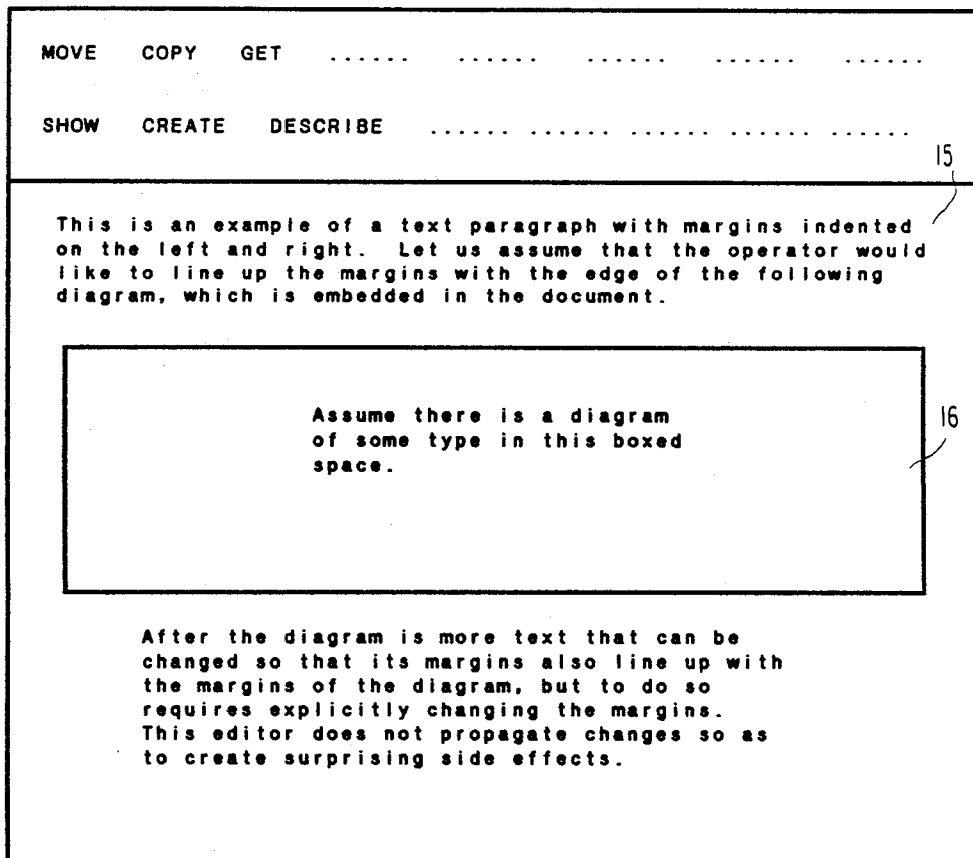 MOVE COPY GET ...... ...... ...... ...... ......
SHOW CREATE DESCRIBE ...... ...... ...... ...... ......
15
This is an example of a text paragraph with margins indented
on the left and right. Let us assume that the operator would
like to line up the margins with the edge of the following
diagram, which is embedded in the document.
Assume there is a diagram
of some type in this boxed
space.
16
After the diagram is more text that can be
changed so that its margins also line up with
the margins of the diagram, but to do so
requires explicitly changing the margins.
This editor does not propagate changes so as
to create surprising side effects.